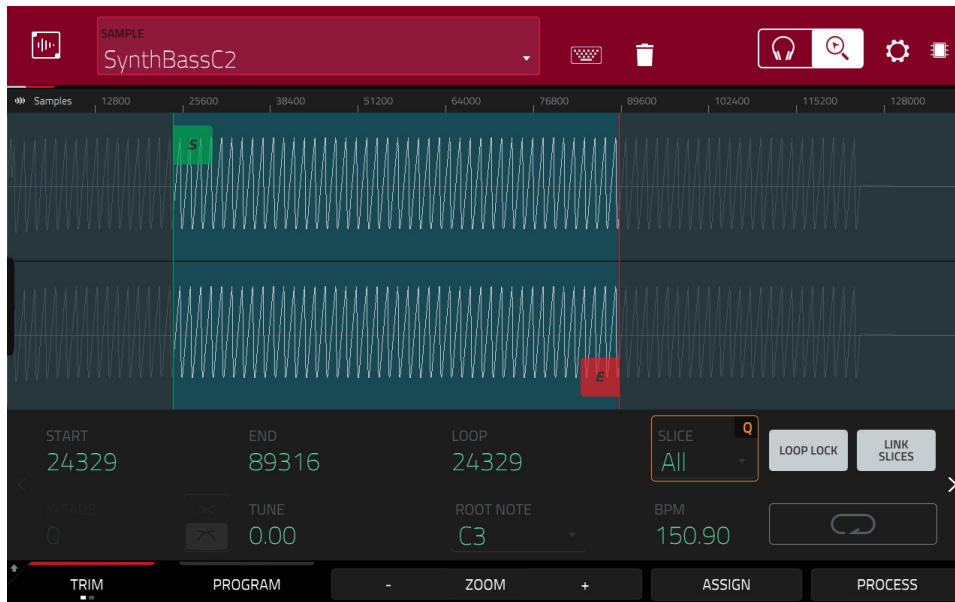 SAMPLE
SynthBassC2
Samples 12800 25600 38400 51200 64000 76800 89600 102400 115200 128000
S
E
START END LOOP SLICE Q
24329 89316 24329 All LOOP LOCK LINK SLICES
X-FADE TUNE ROOT NOTE BPM
0 0.00 C3 150.90
TRIM PROGRAM - ZOOM + ASSIGN PROCESS